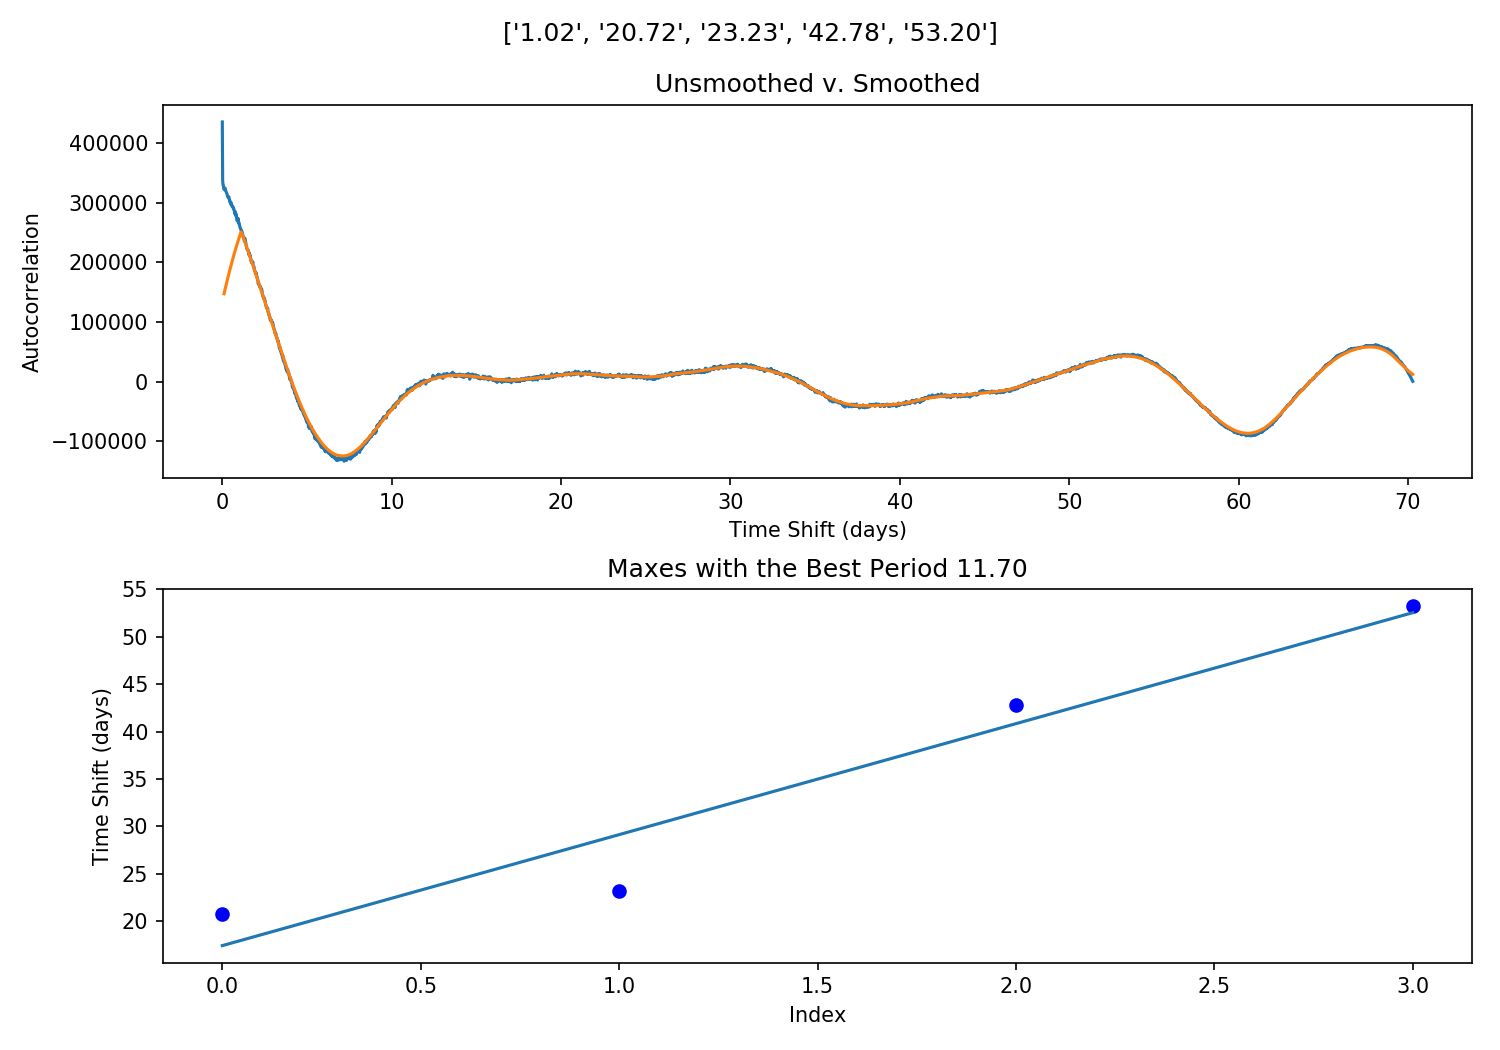 ['1.02', '20.72', '23.23', '42.78', '53.20']
Unsmoothed v. Smoothed
400000
300000
200000
100000
0
−100000
Autocorrelation
0 10 20 30 40 50 60 70
Time Shift (days)
Maxes with the Best Period 11.70
55
50
45
40
35
30
25
20
Time Shift (days)
0.0 0.5 1.0 1.5 2.0 2.5 3.0
Index